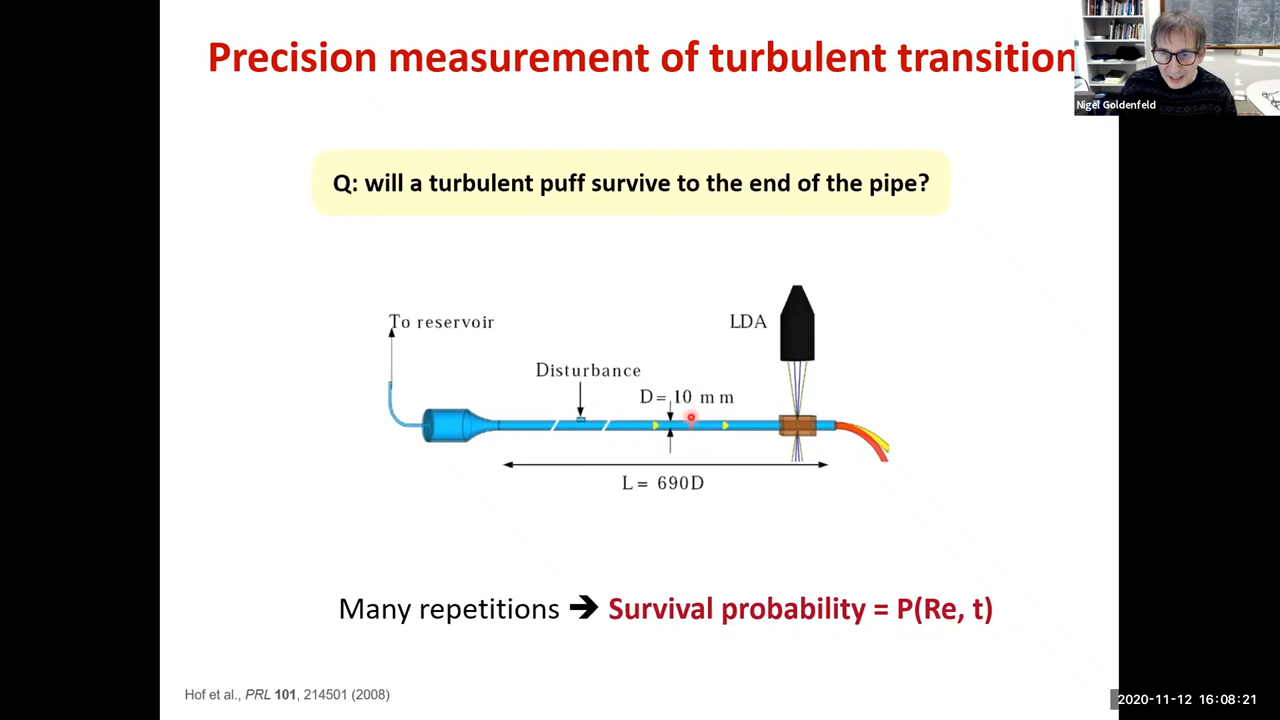 Precision measurement of turbulent transition
Nigel Goldenfeld
Q: will a turbulent puff survive to the end of the pipe?
To reservoir
LDA
Disturbance
D= 10 mm
L = 690D
Many repetitions ➔ Survival probability = P(Re, t)
Hof et al., PRL 101, 214501 (2008)
2020-11-12 16:08:21